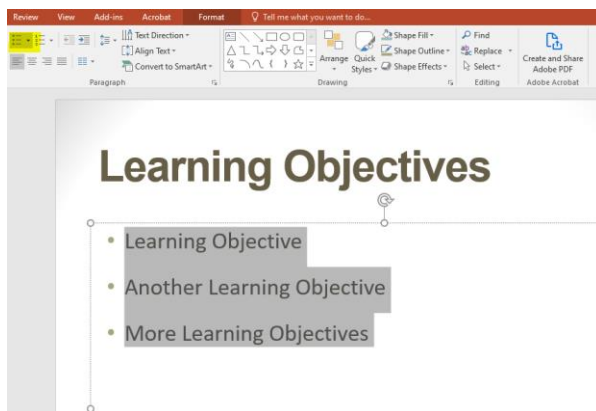 Review View Add-ins Acrobat Format Tell me what you want to do...
Text Direction Shape Fill Find
Align Text Shape Outline Replace
Convert to SmartArt Arrange Quick Styles Shape Effects Select Create and Share Adobe PDF
Paragraph Drawing Editing Adobe Acrobat
Learning Objectives
• Learning Objective
• Another Learning Objective
• More Learning Objectives